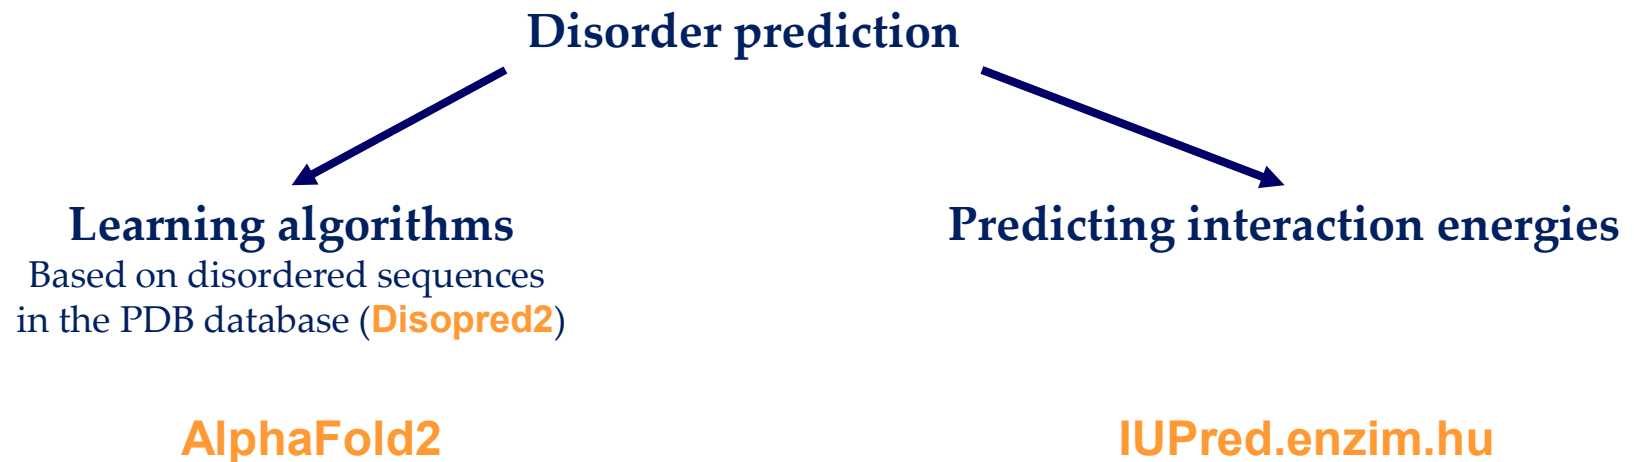 Disorder prediction
Learning algorithms
Based on disordered sequences
in the PDB database (Disopred2)
AlphaFold2
Predicting interaction energies
IUPred.enzim.hu